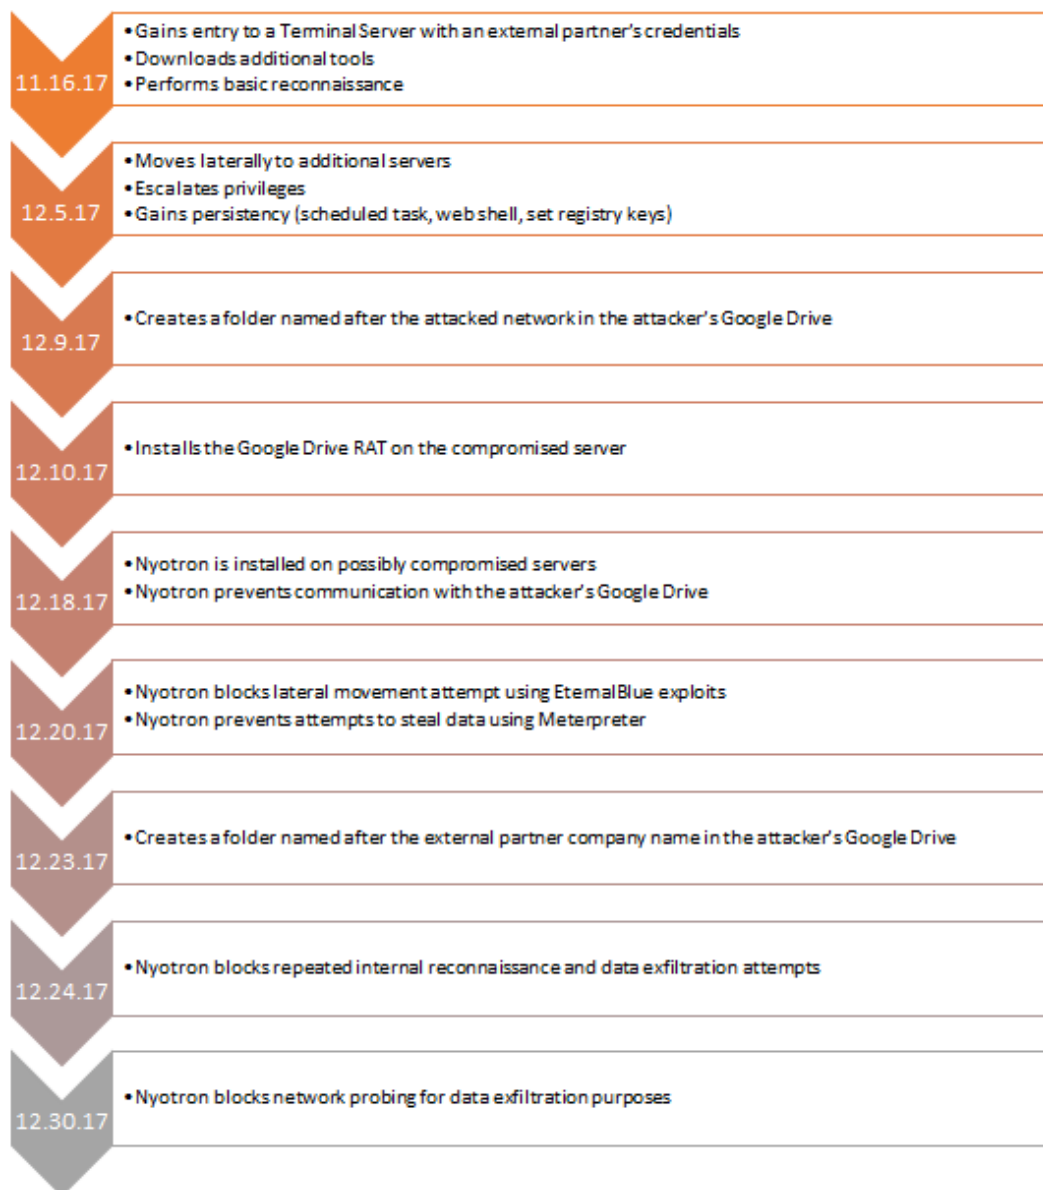 11.16.17
•Gains entry to a Terminal Server with an external partner's credentials
•Downloads additional tools
•Performs basic reconnaissance
12.5.17
•Moves laterally to additional servers
•Escalates privileges
•Gains persistency (scheduled task, web shell, set registry keys)
12.9.17
•Creates a folder named after the attacked network in the attacker's Google Drive
12.10.17
•Installs the Google Drive RAT on the compromised server
12.18.17
•Nyotron is installed on possibly compromised servers
•Nyotron prevents communication with the attacker's Google Drive
12.20.17
•Nyotron blocks lateral movement attempt using EternalBlue exploits
•Nyotron prevents attempts to steal data using Meterpreter
12.23.17
•Creates a folder named after the external partner company name in the attacker's Google Drive
12.24.17
•Nyotron blocks repeated internal reconnaissance and data exfiltration attempts
12.30.17
•Nyotron blocks network probing for data exfiltration purposes